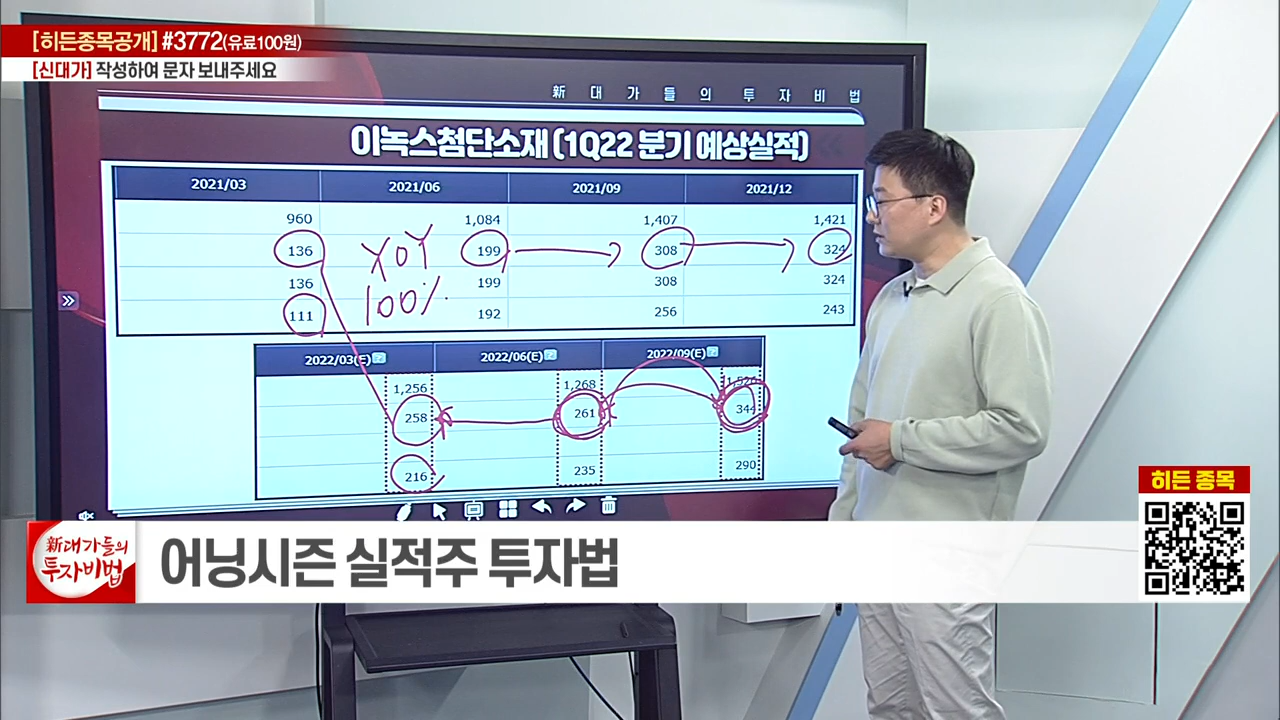 [히든종목공개] #3772(유료100원)
[신대가] 작성하여 문자 보내주세요
新 대 가 들 의 투 자 비 법
이녹스첨단소재 (1Q22 분기 예상실적)
2021/03 2021/06 2021/09 2021/12
960 1,084 1,407 1,421
136 199 308 324
YOY
136 199 308 324
100%
111 192 256 243
2022/03(E) 2022/06(E) 2022/09(E)
1,256 1,268
258 261 344
216 235 290
히든 종목
新대가들의
투자비법
어닝시즌 실적주 투자법